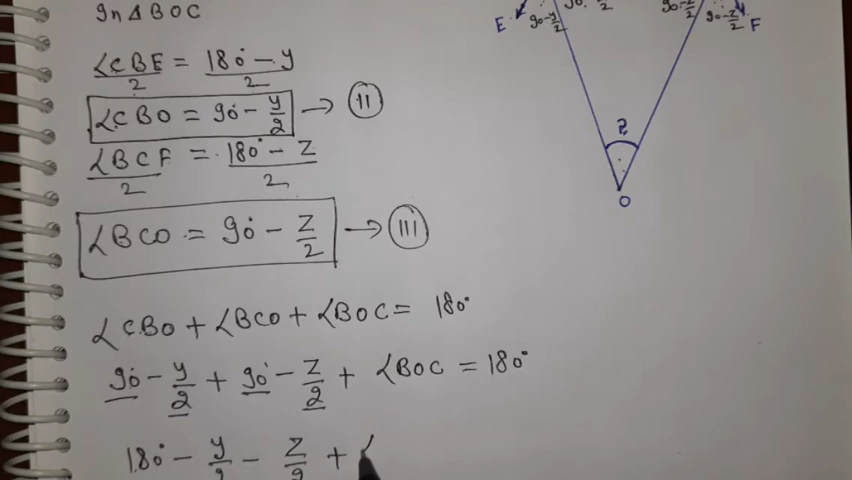 In △BOC
∠CBE/2 = 180° - y/2
∠CBO = 90° - y/2 → II
∠BCF/2 = 180° - z/2
∠BCO = 90° - z/2 → III
∠CBO + ∠BCO + ∠BOC = 180°
90° - y/2 + 90° - z/2 + ∠BOC = 180°
180° - y/2 - z/2 + ∠
E
90-y/2
90-z/2
F
?
O